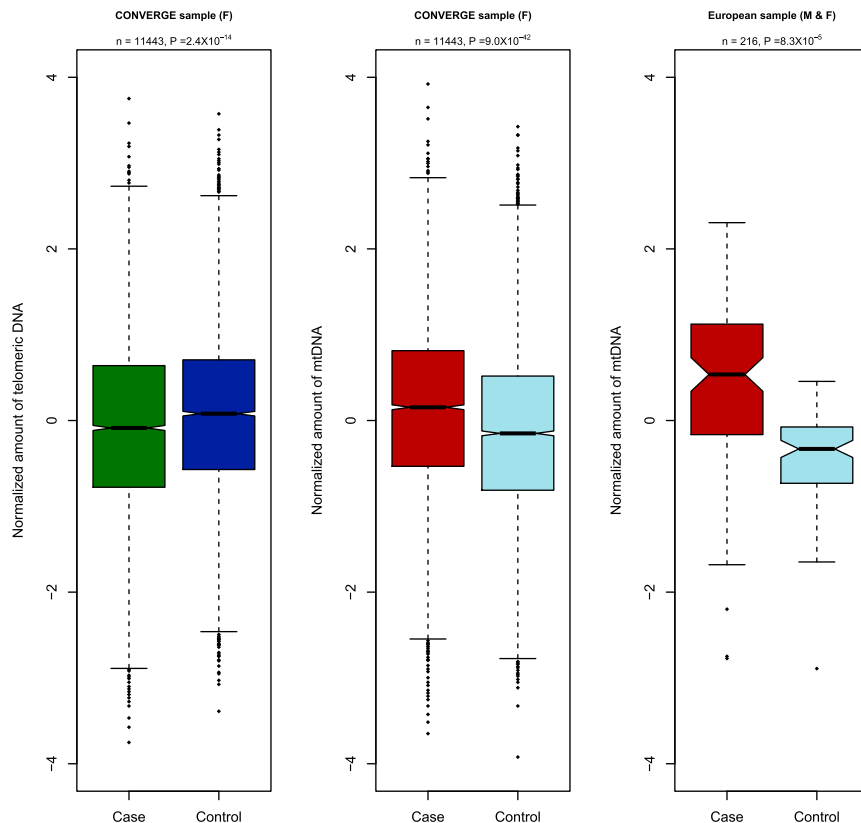 CONVERGE sample (F)
n = 11443, P =2.4X10⁻¹⁴
Normalized amount of telomeric DNA
4
2
0
−2
−4
Case Control
CONVERGE sample (F)
n = 11443, P =9.0X10⁻⁴²
Normalized amount of mtDNA
4
2
0
−2
−4
Case Control
European sample (M & F)
n = 216, P =8.3X10⁻⁵
Normalized amount of mtDNA
4
2
0
−2
−4
Case Control